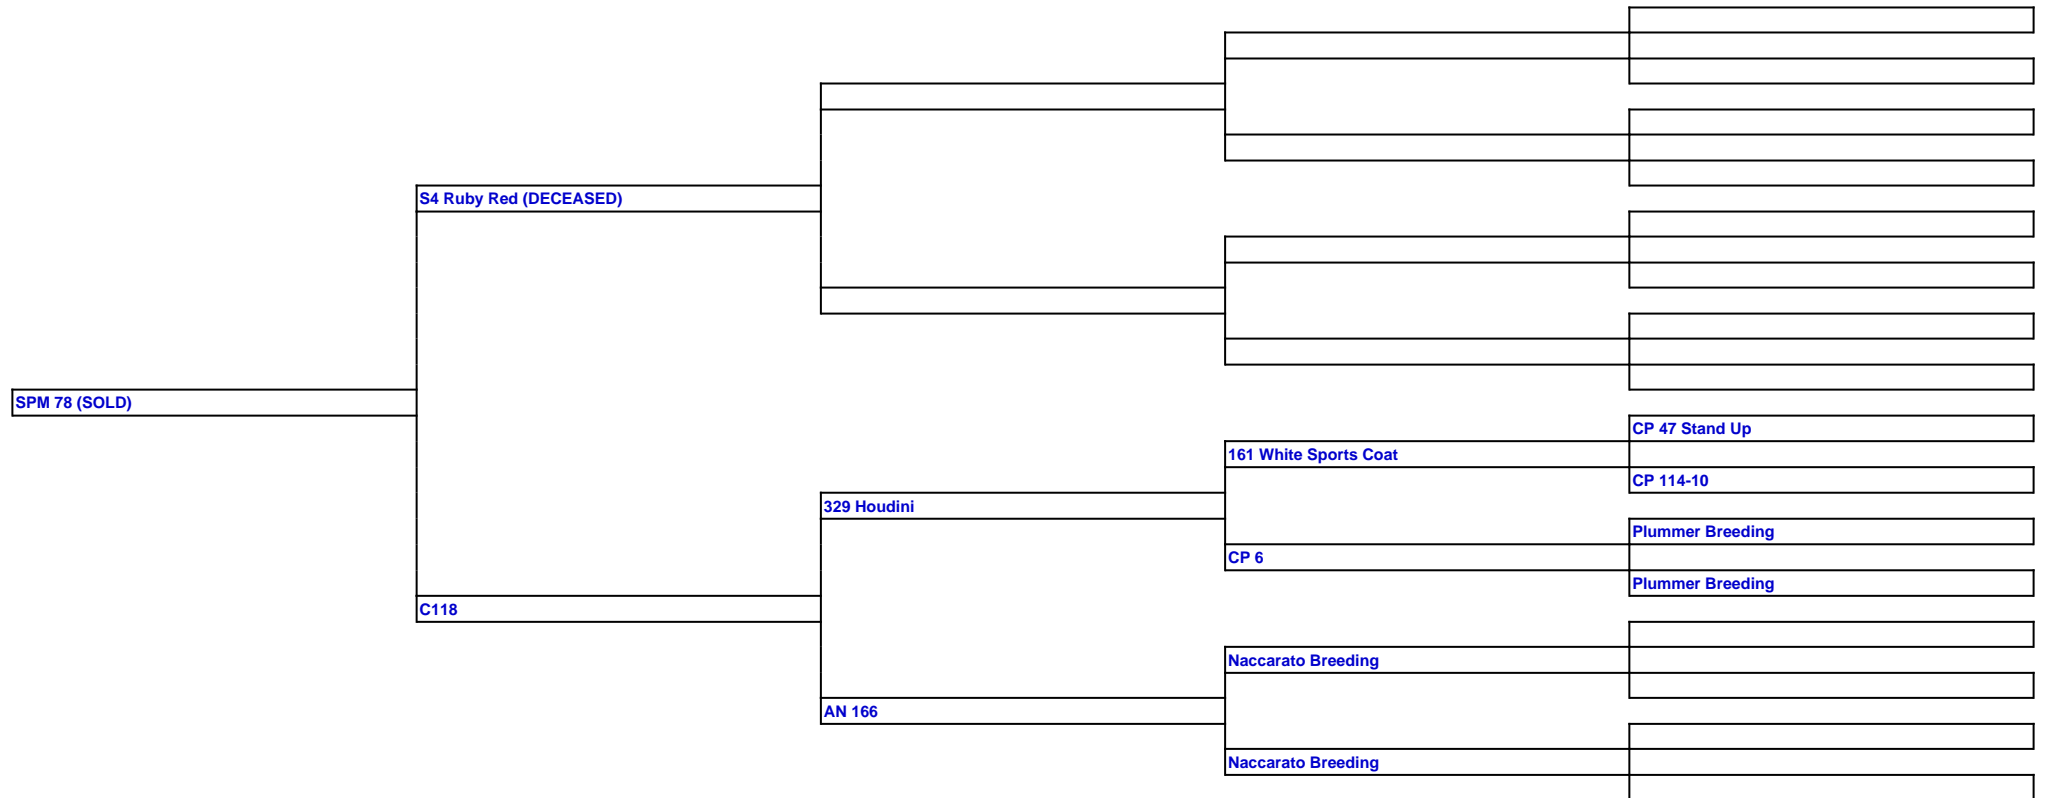 S4 Ruby Red (DECEASED)
SPM 78 (SOLD)
CP 47 Stand Up
161 White Sports Coat
CP 114-10
329 Houdini
Plummer Breeding
CP 6
Plummer Breeding
C118
Naccarato Breeding
AN 166
Naccarato Breeding